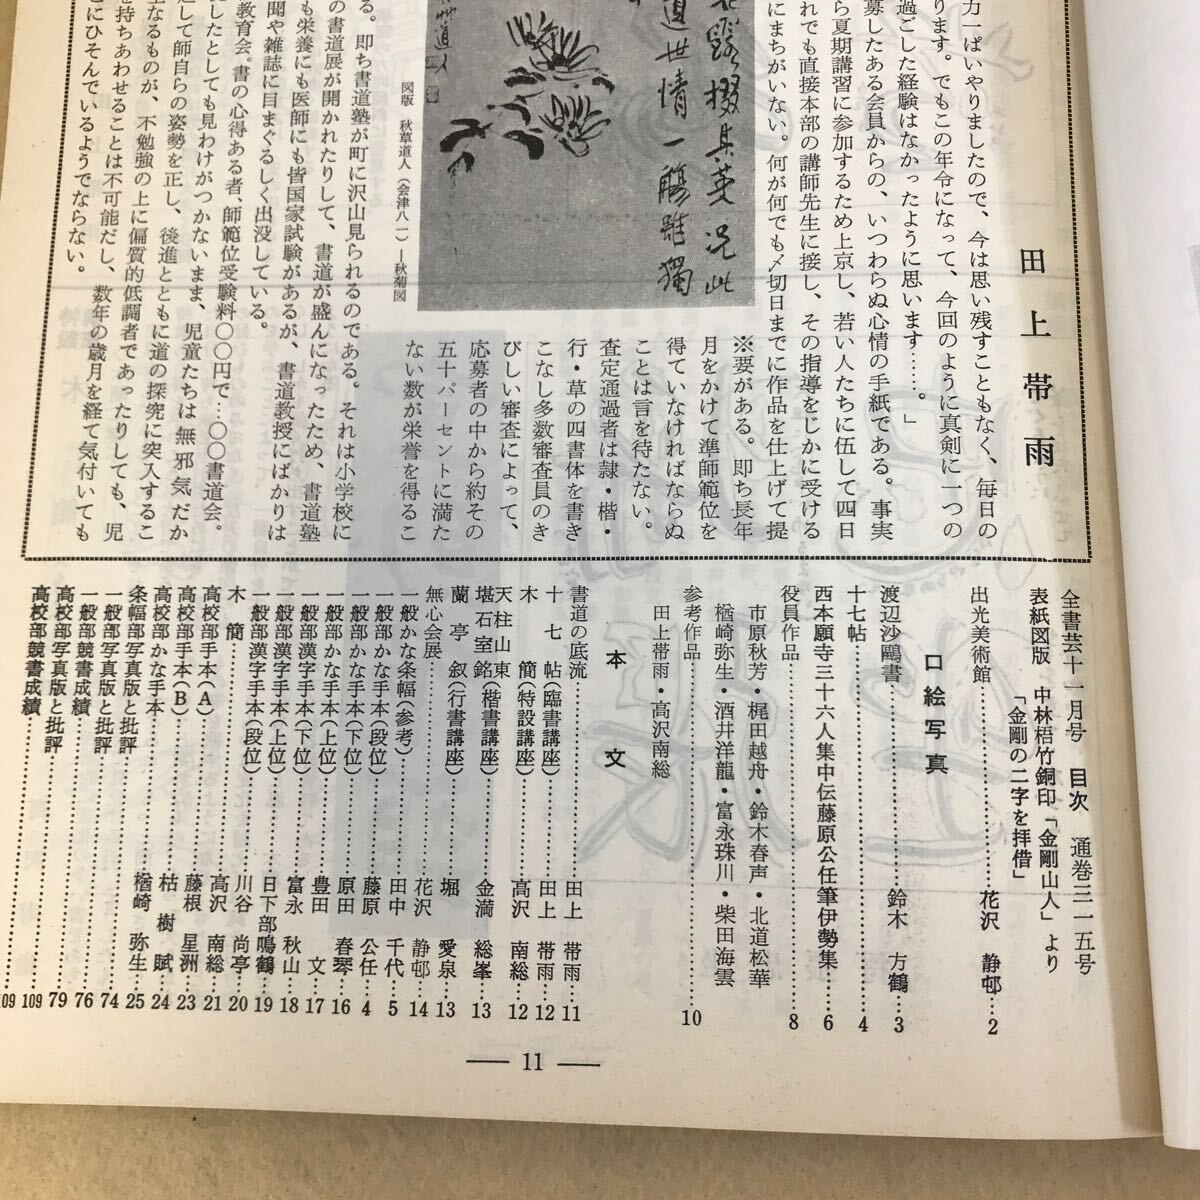 田上帯雨
力一ぱいやりましたので、今は思い残すこともなく、毎日の
ります。でもこの年令になって、今回のように真剣に一つの
過ごした経験はなかったように思います……。」
募したある会員からの、いつわらぬ心情の手紙である。事実
ら夏期講習に参加するため上京し、若い人たちに伍して四日
れでも直接本部の講師先生に接し、その指導をじかに受ける
にまちがいない。何が何でも〆切日までに作品を仕上げて提
※要がある。即ち長年
月をかけて準師範位を
得ていなければならぬ
ことは言を待たない。
査定通過者は隷・楷・
行・草の四書体を書き
こなし多数審査員のき
びしい審査によって、
応募者の中から約その
五十パーセントに満た
ない数が栄誉を得るこ
図版 秋草道人(会津八一)―秋菊図
る。即ち書道塾が町に沢山見られるのである。それは小学校に
の書道展が開かれたりして、書道が盛んになったため、書道塾
も栄養にも医師にも皆国家試験があるが、書道教授にばかりは
聞や雑誌に目まぐるしく出没している。
教育会。書の心得ある者、師範位受験料〇〇円で…〇〇書道会。
したとしても見わけがつかないまま、児童たちは無邪気だか
足して師自らの姿勢を正し、後進とともに道の探究に突入するこ
なるものが、不勉強の上に偏質的低調者であったりしても、児
を持ちあわせることは不可能だし、数年の歳月を経て気付いても
にひそんでいるようでならない。
全書芸十一月号 目次 通巻三一五号
表紙図版 中林梧竹銅印「金剛山人」より
「金剛の二字を拝借」
出光美術館……花沢 静邨……2
口絵写真
渡辺沙鷗書……鈴木 方鶴……3
十七帖……4
西本願寺三十六人集中伝藤原公任筆伊勢集……6
役員作品……8
市原秋芳・梶田越舟・鈴木春声・北道松華
楢崎弥生・酒井洋龍・富永珠川・柴田海雲
参考作品……10
田上帯雨・高沢南総
本文
書道の底流……田上 帯雨……11
十七帖(臨書講座)……田上 帯雨……12
木簡(特設講座)……高沢 南総……12
天柱山東
堪石室銘(楷書講座)……金満 総峯……13
蘭亭叙(行書講座)……堀 愛泉……13
無心会展……花沢 静邨……14
一般かな条幅(参考)……田中 千代……5
一般部かな手本(段位)……藤原 公任……4
一般部かな手本(下位)……原田 春琴……16
一般部かな手本(上位)……豊田 文……17
一般部漢字手本(下位)……富永 秋山……18
一般部漢字手本(上位)……日下部鳴鶴……19
一般部漢字手本(段位)……川谷 尚亭……20
木簡……高沢 南総……21
高校部手本(A)……藤根 星洲……23
高校部手本(B)……枯樹賦……24
高校部かな手本……楢崎 弥生……25
条幅部写真版と批評……74
一般部写真版と批評……76
一般部競書成績……79
高校部写真版と批評……109
高校部競書成績……109
― 11 ―